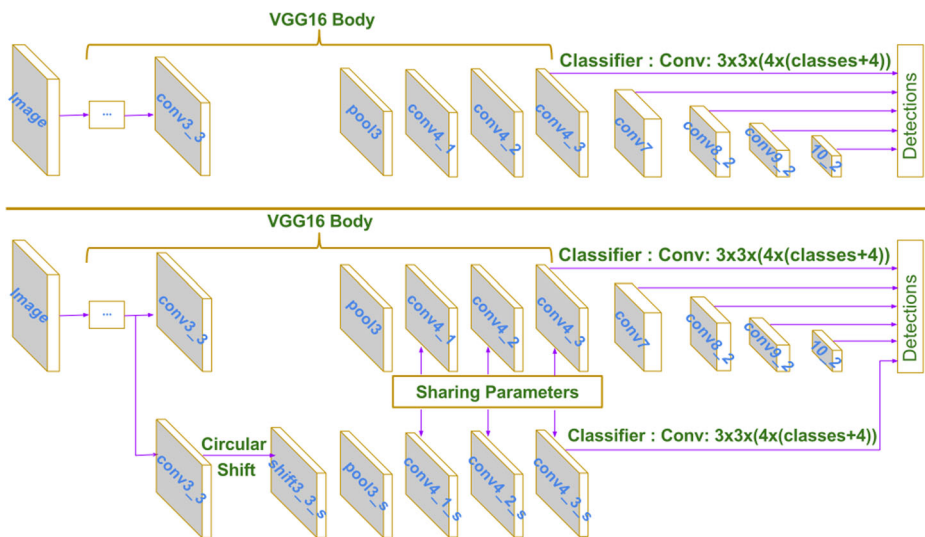 VGG16 Body
Classifier : Conv: 3x3x(4x(classes+4))
Image
...
conv3_3
pool3
conv4_1
conv4_2
conv4_3
conv7
conv8_2
conv9_2
10_2
Detections
VGG16 Body
Classifier : Conv: 3x3x(4x(classes+4))
Image
...
conv3_3
pool3
conv4_1
conv4_2
conv4_3
conv7
conv8_2
conv9_2
10_2
Detections
Sharing Parameters
conv3_3
Circular
Shift
shift3_3_s
pool3_s
conv4_1_s
conv4_2_s
conv4_3_s
Classifier : Conv: 3x3x(4x(classes+4))